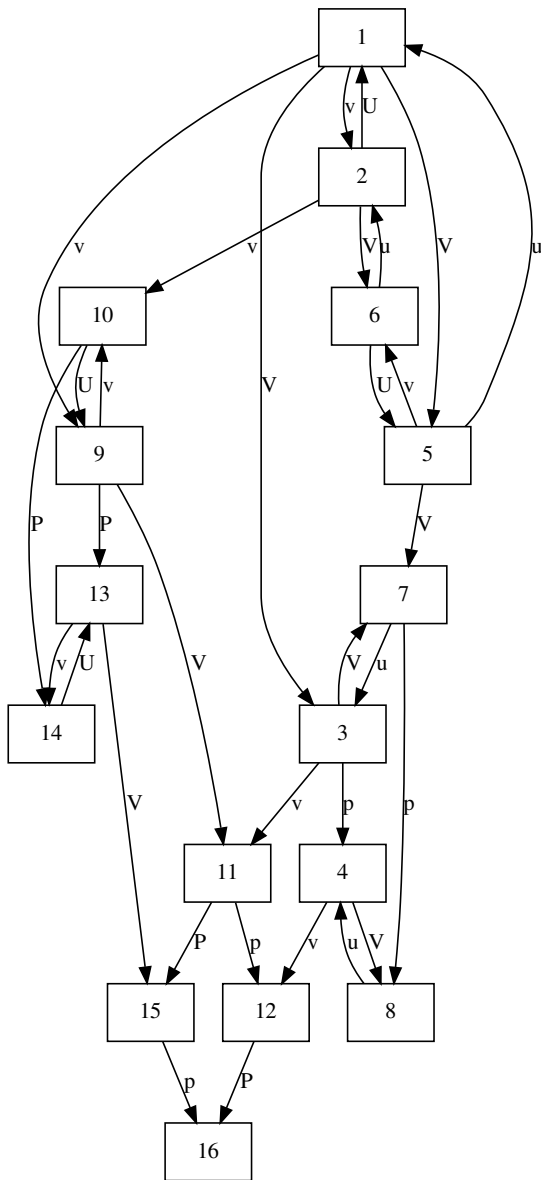 1
v U
2
v V v V u
V u
10 6
U v U v
9 5
P P V
13 7
v U V V u
14 3
V v p p
11 4
P p v u V
15 12 8
p P
16